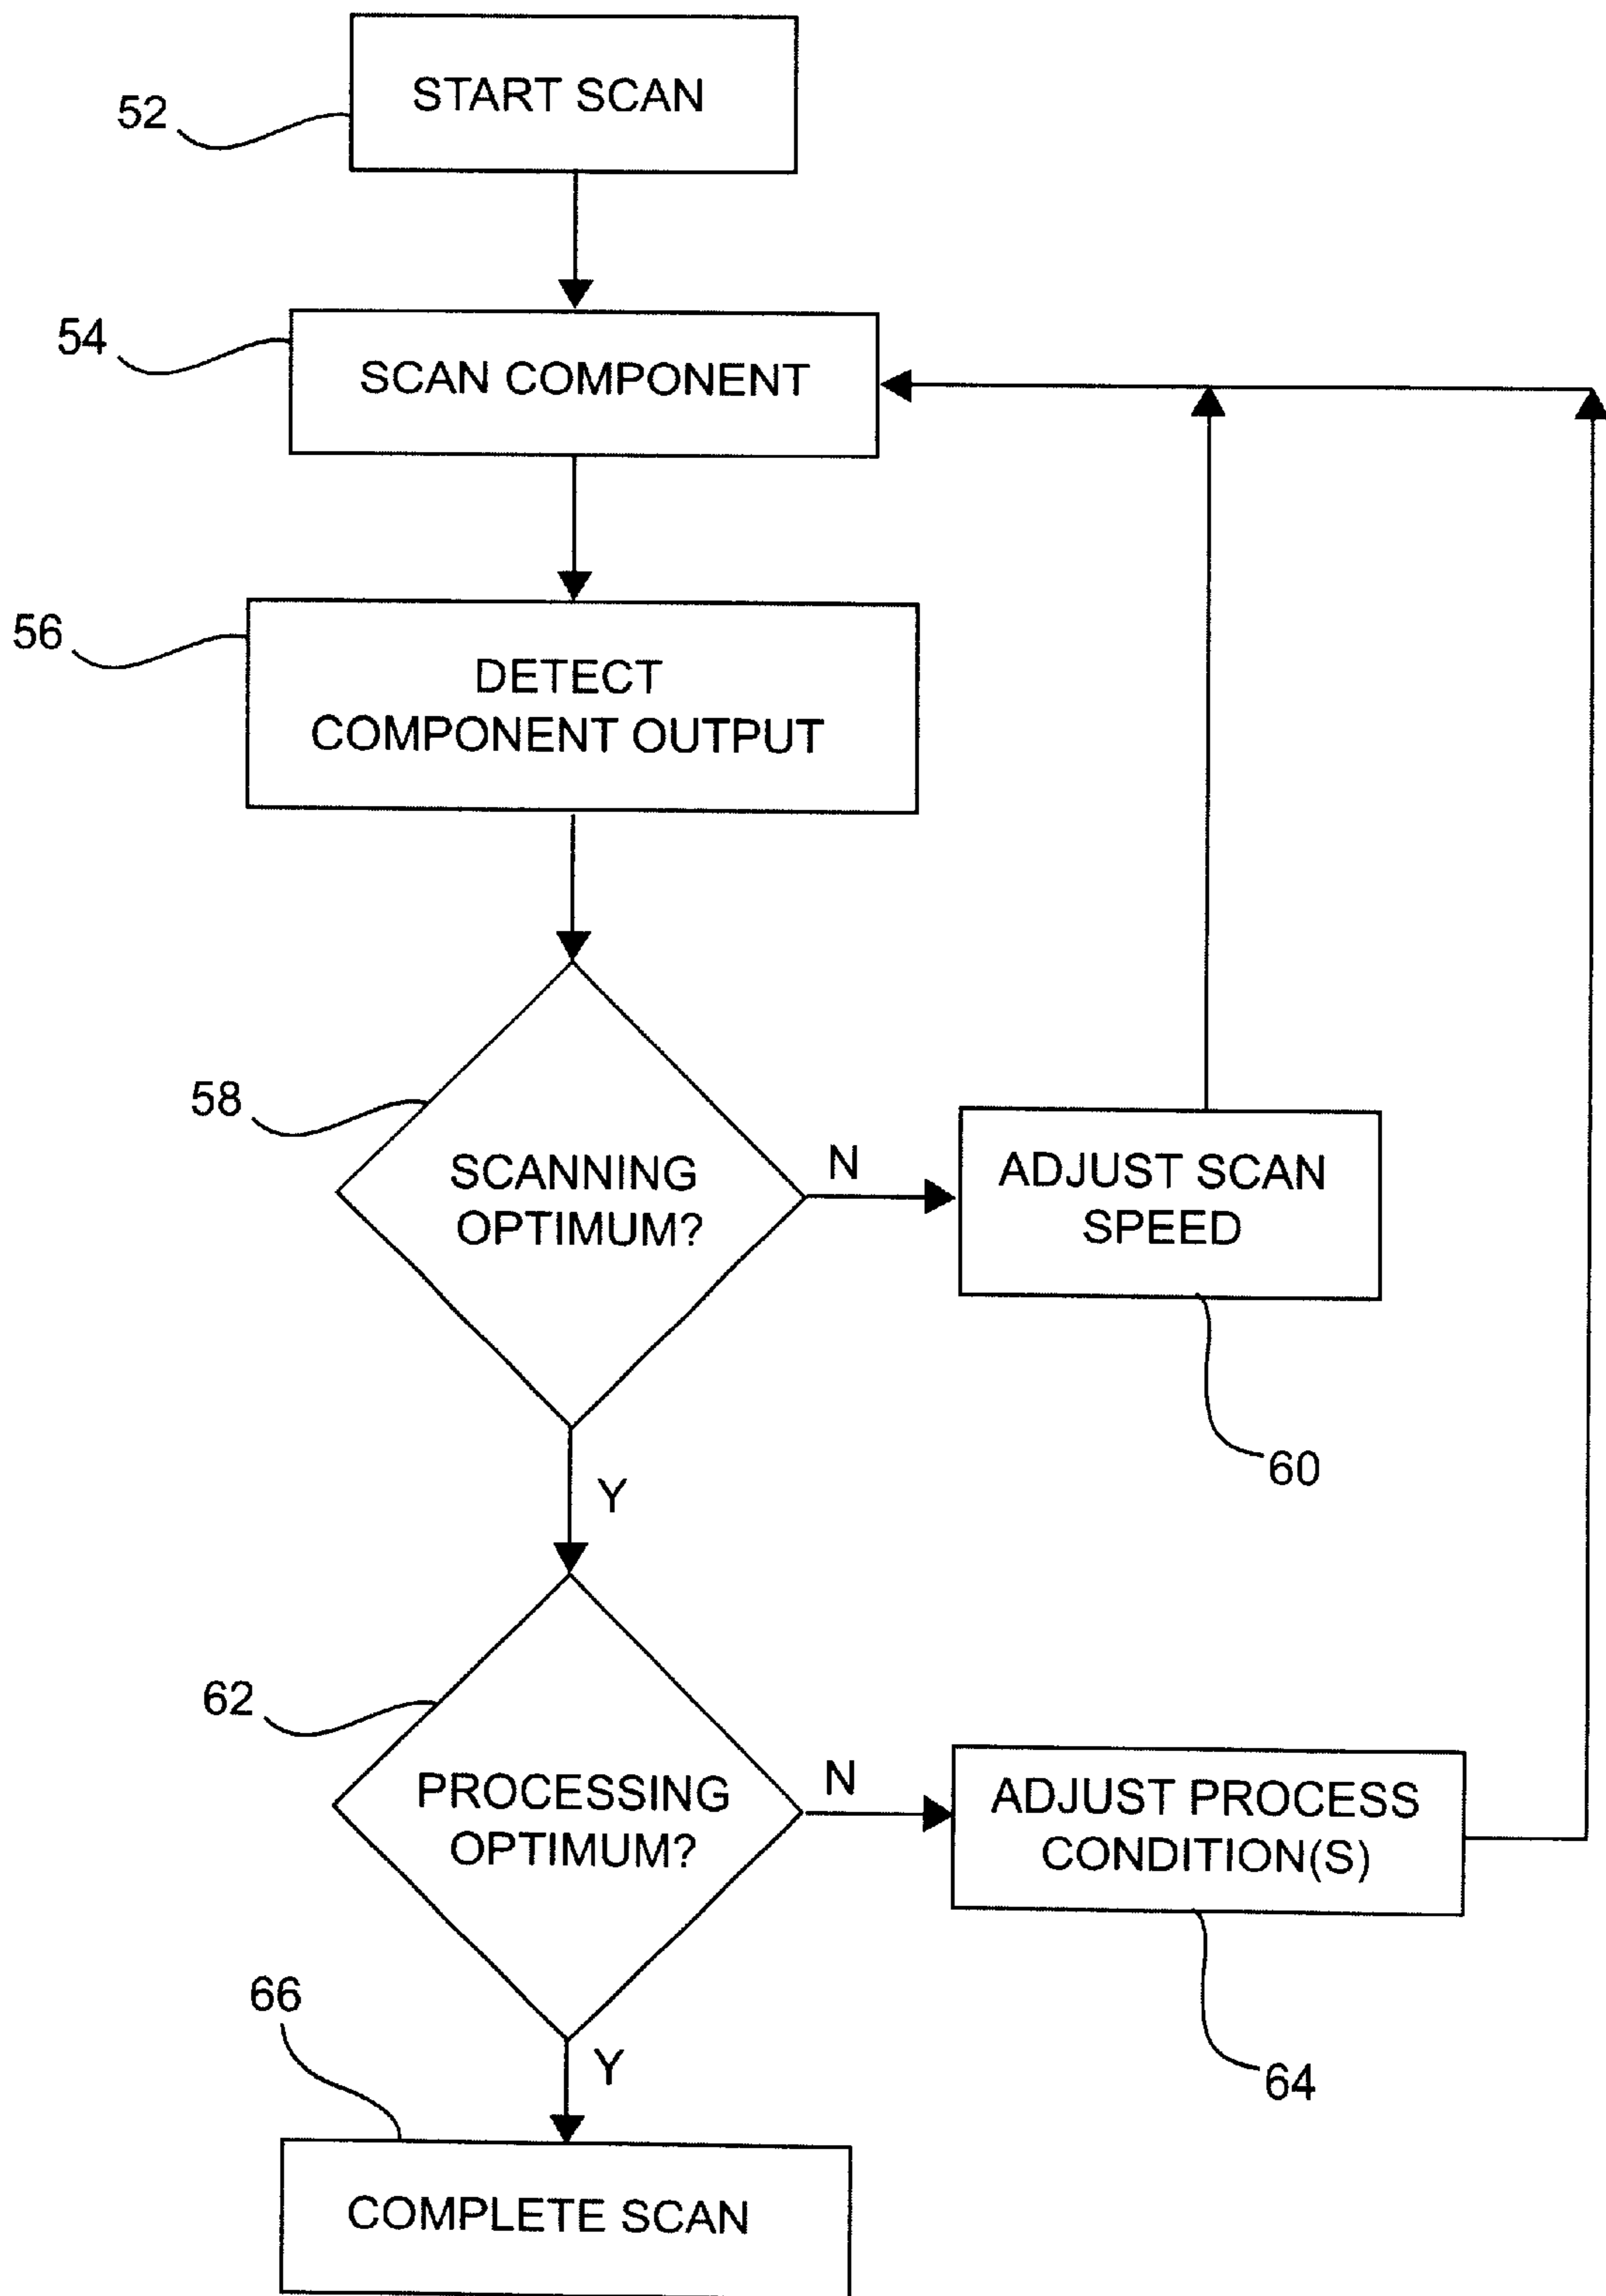 52
START SCAN
54
SCAN COMPONENT
56
DETECT
COMPONENT OUTPUT
58
SCANNING
OPTIMUM?
N
ADJUST SCAN
SPEED
60
Y
62
PROCESSING
OPTIMUM?
N
ADJUST PROCESS
CONDITION(S)
64
Y
66
COMPLETE SCAN